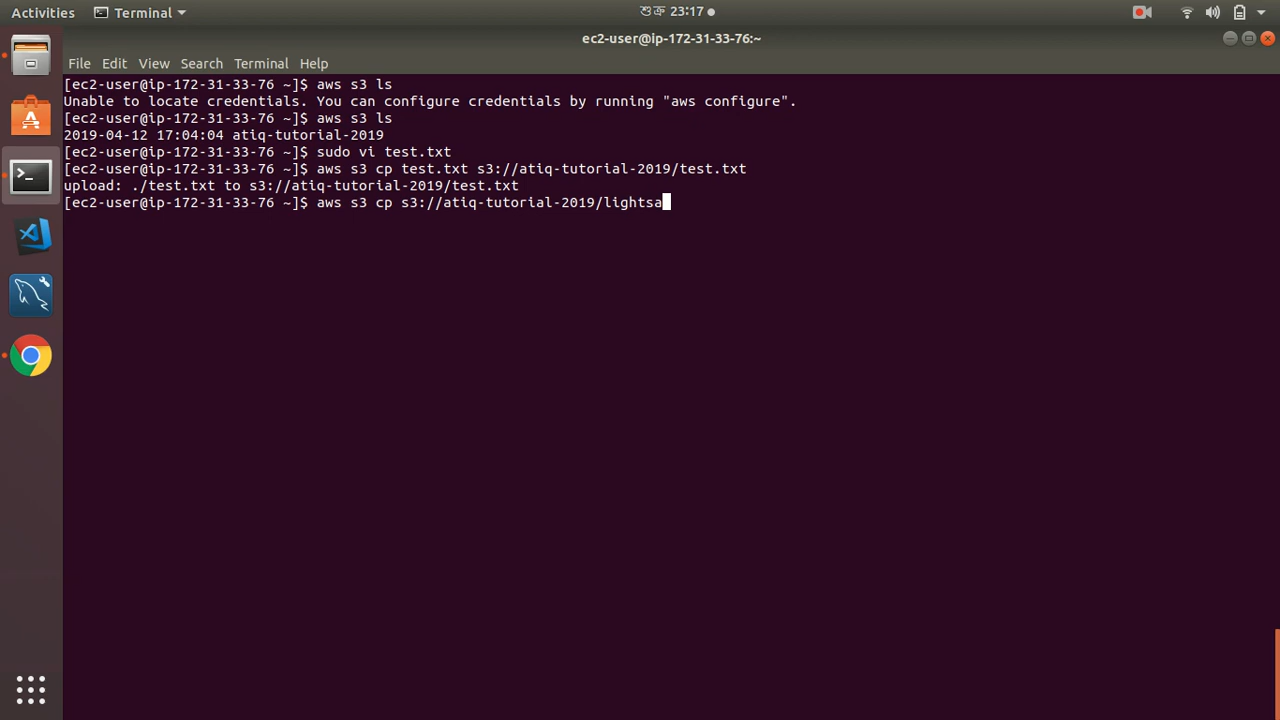 Activities
Terminal
শুক্র 23:17
ec2-user@ip-172-31-33-76:~
File Edit View Search Terminal Help
[ec2-user@ip-172-31-33-76 ~]$ aws s3 ls
Unable to locate credentials. You can configure credentials by running "aws configure".
[ec2-user@ip-172-31-33-76 ~]$ aws s3 ls
2019-04-12 17:04:04 atiq-tutorial-2019
[ec2-user@ip-172-31-33-76 ~]$ sudo vi test.txt
[ec2-user@ip-172-31-33-76 ~]$ aws s3 cp test.txt s3://atiq-tutorial-2019/test.txt
upload: ./test.txt to s3://atiq-tutorial-2019/test.txt
[ec2-user@ip-172-31-33-76 ~]$ aws s3 cp s3://atiq-tutorial-2019/lightsa